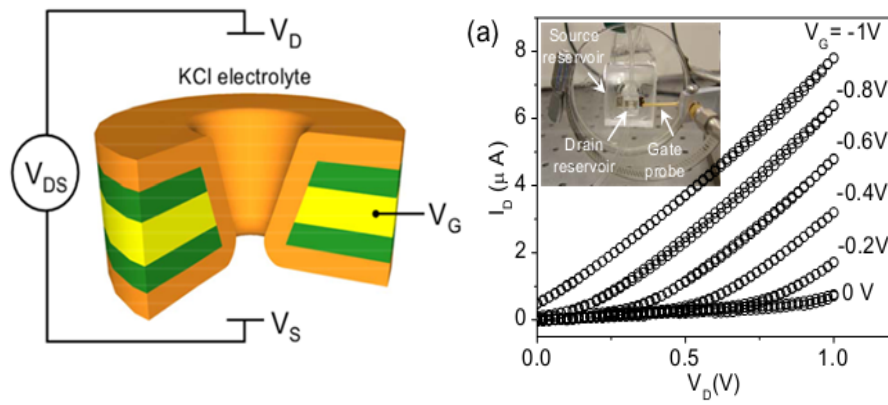 V_D
KCl electrolyte
V_DS
V_G
V_S
(a)
I_D (μ A)
8
6
4
2
0
Source
reservoir
Drain
reservoir
Gate
probe
V_G = -1V
-0.8V
-0.6V
-0.4V
-0.2V
0 V
0.0
0.5
1.0
V_D(V)